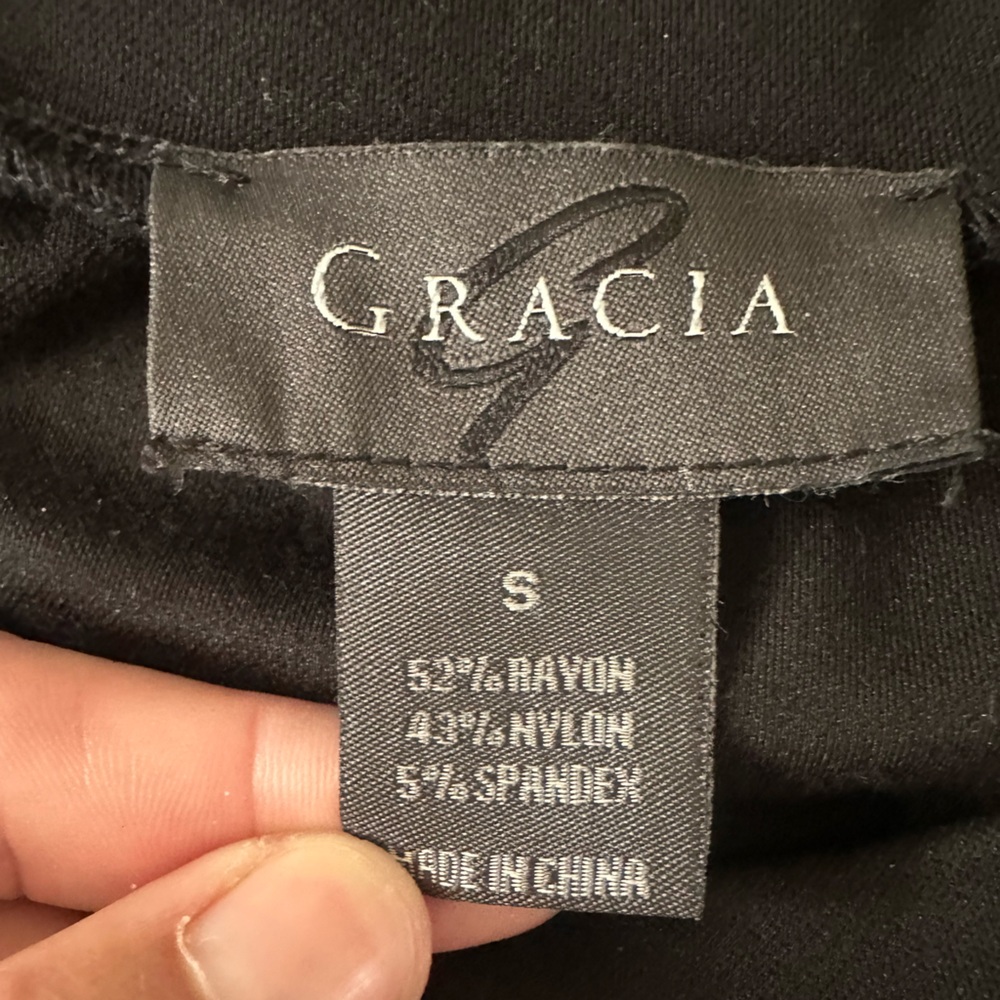 GRACIA
S
52% RAYON
43% NYLON
5% SPANDEX
MADE IN CHINA